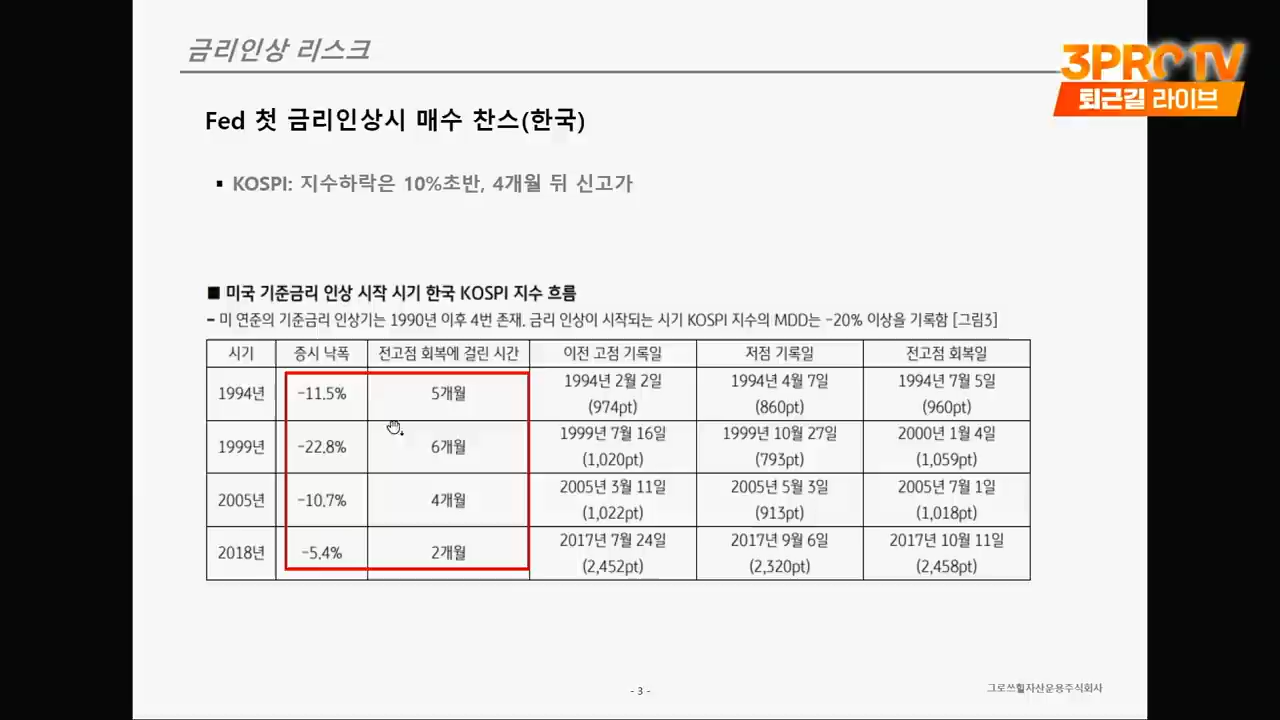 금리인상 리스크
3PRO TV
퇴근길 라이브
Fed 첫 금리인상시 매수 찬스(한국)
▪ KOSPI: 지수하락은 10%초반, 4개월 뒤 신고가
■ 미국 기준금리 인상 시작 시기 한국 KOSPI 지수 흐름
- 미 연준의 기준금리 인상기는 1990년 이후 4번 존재. 금리 인상이 시작되는 시기 KOSPI 지수의 MDD는 -20% 이상을 기록함 [그림3]
시기 증시 낙폭 전고점 회복에 걸린 시간 이전 고점 기록일 저점 기록일 전고점 회복일
1994년 -11.5% 5개월 1994년 2월 2일 1994년 4월 7일 1994년 7월 5일
(974pt) (860pt) (960pt)
1999년 -22.8% 6개월 1999년 7월 16일 1999년 10월 27일 2000년 1월 4일
(1,020pt) (793pt) (1,059pt)
2005년 -10.7% 4개월 2005년 3월 11일 2005년 5월 3일 2005년 7월 1일
(1,022pt) (913pt) (1,018pt)
2018년 -5.4% 2개월 2017년 7월 24일 2017년 9월 6일 2017년 10월 11일
(2,452pt) (2,320pt) (2,458pt)
- 3 -
그로쓰힐자산운용주식회사